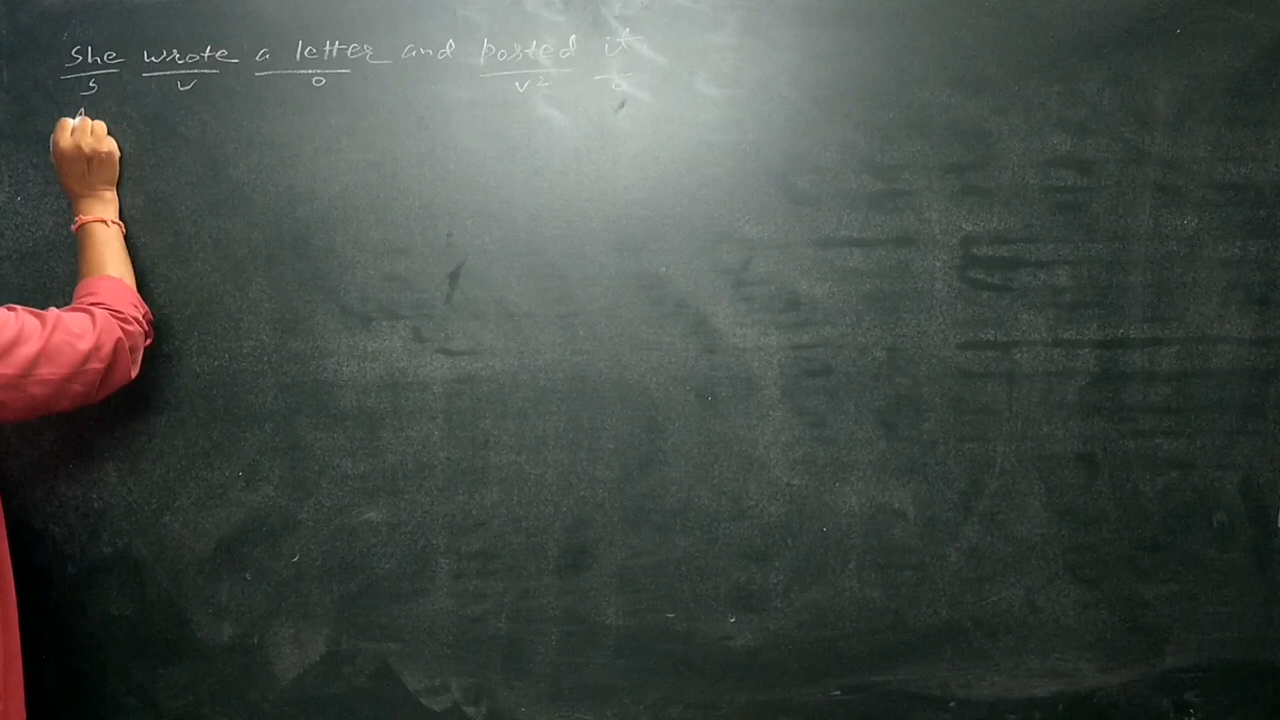 She wrote a letter and posted it
S V O V2 O
A